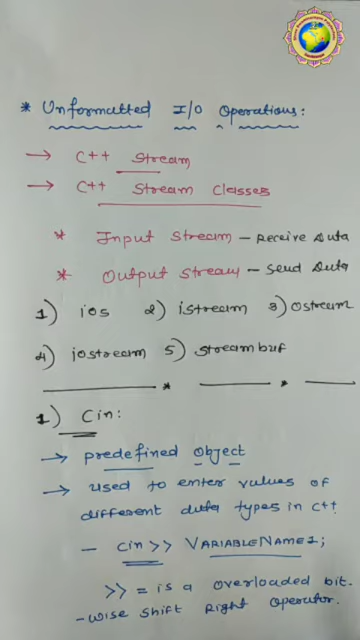 * Unformatted I/O Operations:
→ C++ Stream
→ C++ Stream Classes
* Input Stream – Receive Data
* Output Stream – Send Data
1) ios 2) istream 3) Ostream
4) iostream 5) streambuf
1) Cin:
→ predefined Object
→ used to enter values of
different data types in C++
- cin >> VARIABLENAME1;
>> = is a overloaded bit-
-wise Shift Right Operator.